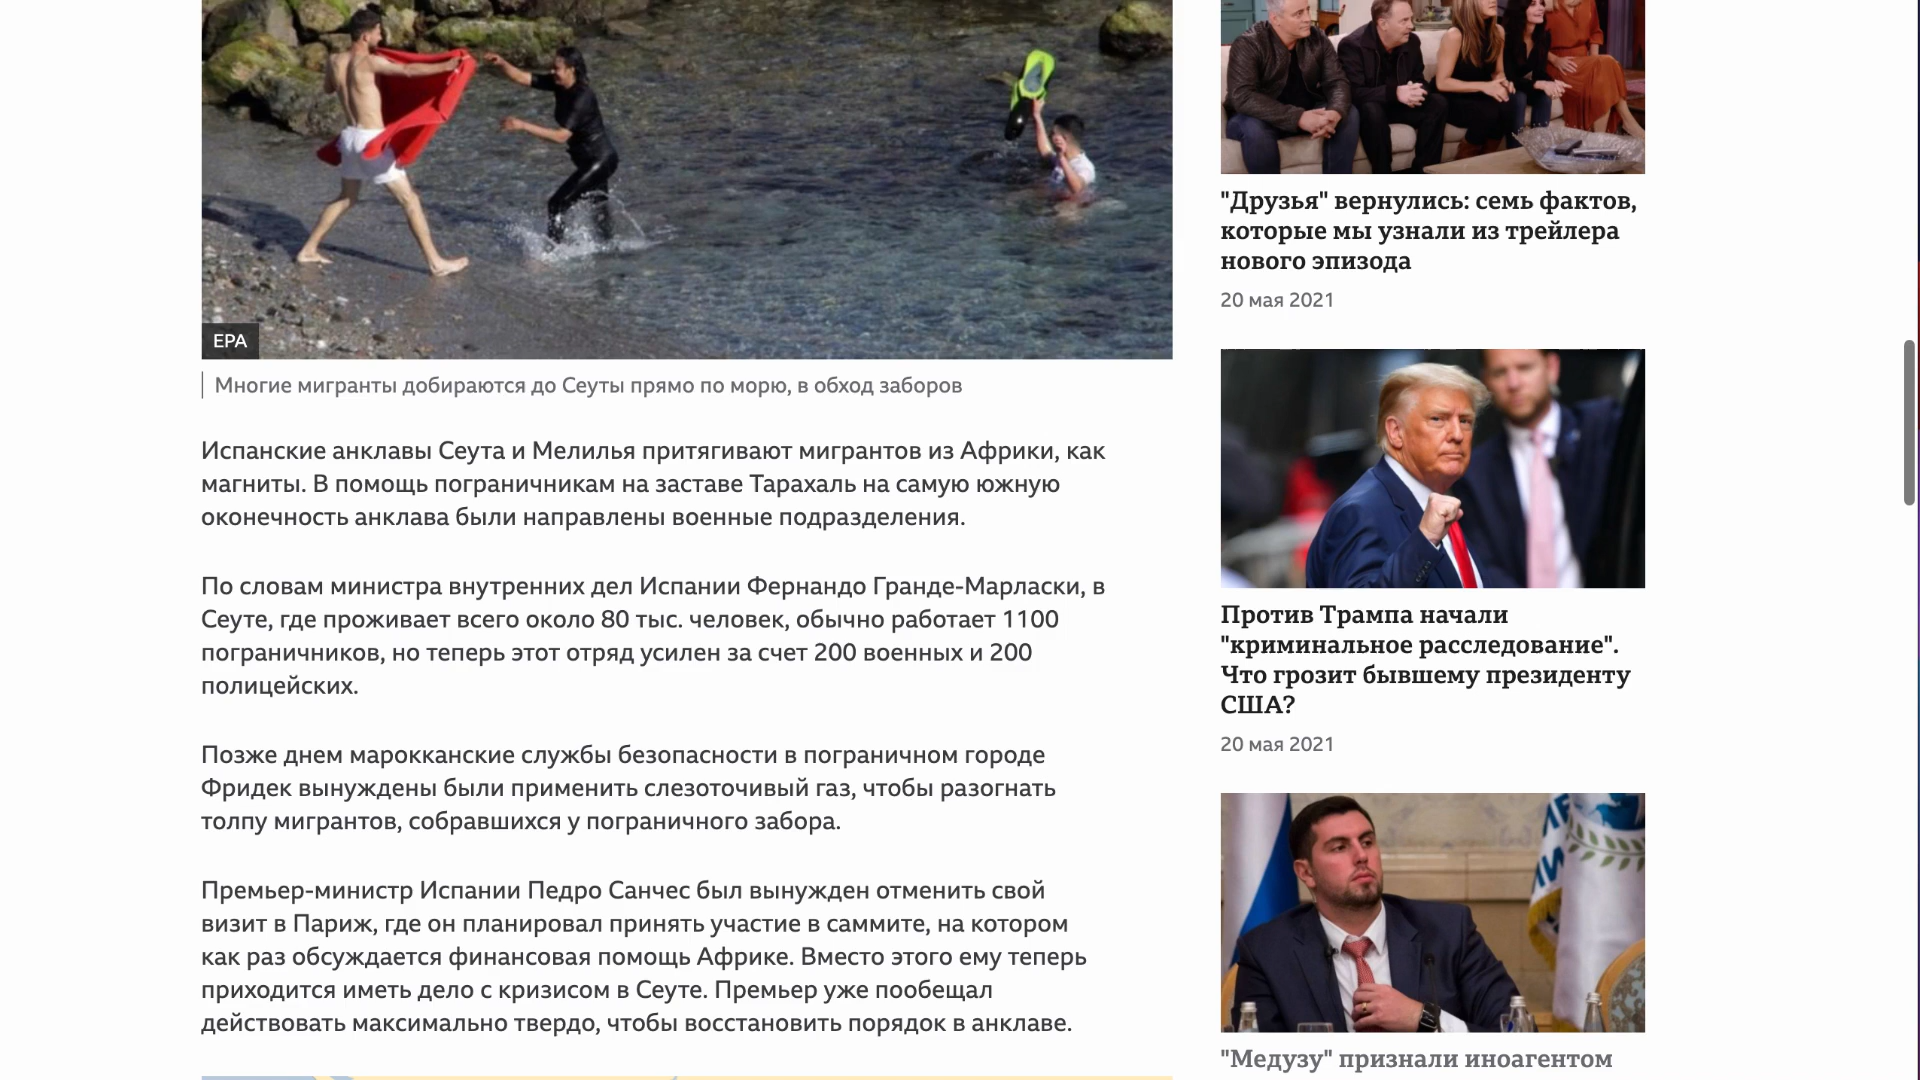 EPA
Многие мигранты добираются до Сеуты прямо по морю, в обход заборов
Испанские анклавы Сеута и Мелилья притягивают мигрантов из Африки, как
магниты. В помощь пограничникам на заставе Тарахаль на самую южную
оконечность анклава были направлены военные подразделения.
По словам министра внутренних дел Испании Фернандо Гранде-Марласки, в
Сеуте, где проживает всего около 80 тыс. человек, обычно работает 1100
пограничников, но теперь этот отряд усилен за счет 200 военных и 200
полицейских.
Позже днем марокканские службы безопасности в пограничном городе
Фридек вынуждены были применить слезоточивый газ, чтобы разогнать
толпу мигрантов, собравшихся у пограничного забора.
Премьер-министр Испании Педро Санчес был вынужден отменить свой
визит в Париж, где он планировал принять участие в саммите, на котором
как раз обсуждается финансовая помощь Африке. Вместо этого ему теперь
приходится иметь дело с кризисом в Сеуте. Премьер уже пообещал
действовать максимально твердо, чтобы восстановить порядок в анклаве.
"Друзья" вернулись: семь фактов,
которые мы узнали из трейлера
нового эпизода
20 мая 2021
Против Трампа начали
"криминальное расследование".
Что грозит бывшему президенту
США?
20 мая 2021
"Медузу" признали иноагентом